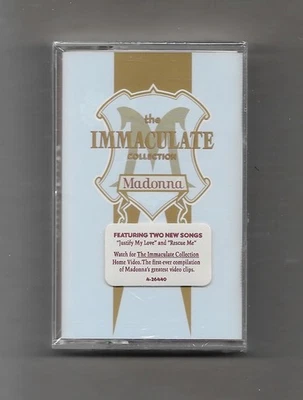 the
IMMACULATE
COLLECTION
Madonna
FEATURING TWO NEW SONGS
"Justify My Love" and "Rescue Me"
Watch for The Immaculate Collection
Home Video. The first-ever compilation
of Madonna's greatest video clips.
4-26440